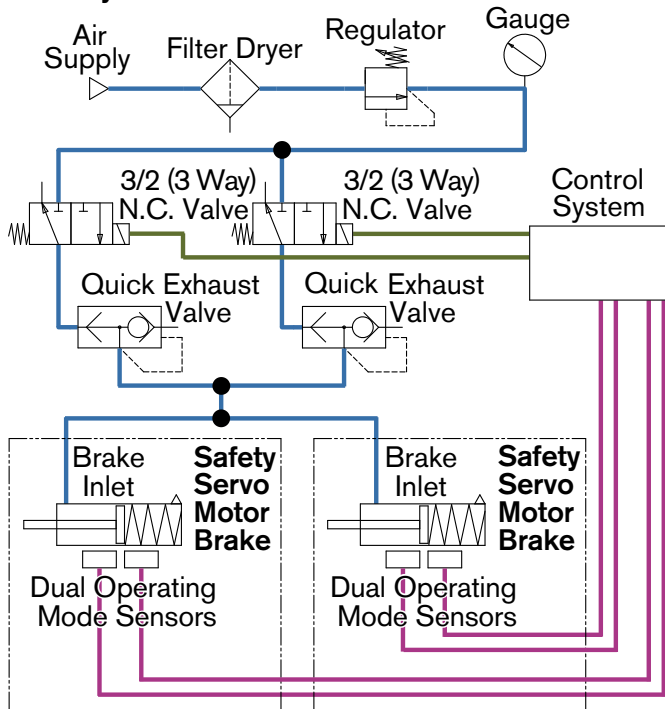 Air
Supply
Filter Dryer
Regulator
Gauge
3/2 (3 Way)
N.C. Valve
3/2 (3 Way)
N.C. Valve
Control
System
Quick Exhaust
Valve
Quick Exhaust
Valve
Brake
Inlet
Safety
Servo
Motor
Brake
Dual Operating
Mode Sensors
Brake
Inlet
Safety
Servo
Motor
Brake
Dual Operating
Mode Sensors